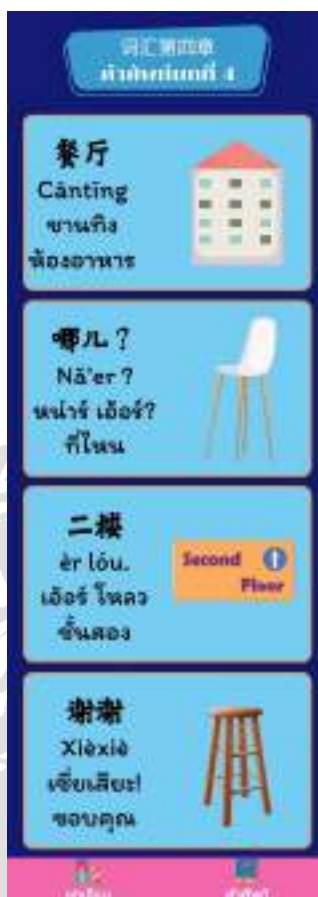 词汇第四章
คำศัพท์บทที่ 4
餐厅
Cāntīng
ชานทิง
ห้องอาหาร
哪儿？
Nǎ'er ?
หน่าร์ เอ้อร์?
ที่ไหน
二楼
èr lóu.
เอ้อร์ โหลว
ชั้นสอง
Second
Floor
谢谢
Xièxiè
เซี่ยเสียะ!
ขอบคุณ